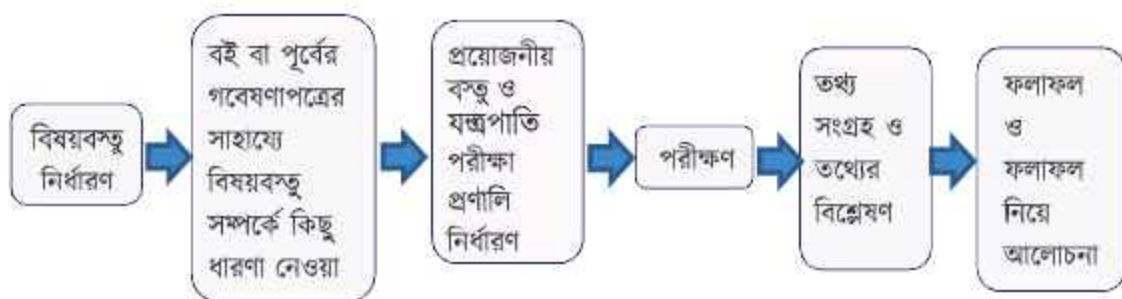 বিষয়বস্তু
নির্ধারণ
বই বা পূর্বের
গবেষণাপত্রের
সাহায্যে
বিষয়বস্তু
সম্পর্কে কিছু
ধারণা নেওয়া
প্রয়োজনীয়
বস্তু ও
যন্ত্রপাতি
পরীক্ষা
প্রণালি
নির্ধারণ
পরীক্ষণ
তথ্য
সংগ্রহ ও
তথ্যের
বিশ্লেষণ
ফলাফল
ও
ফলাফল
নিয়ে
আলোচনা